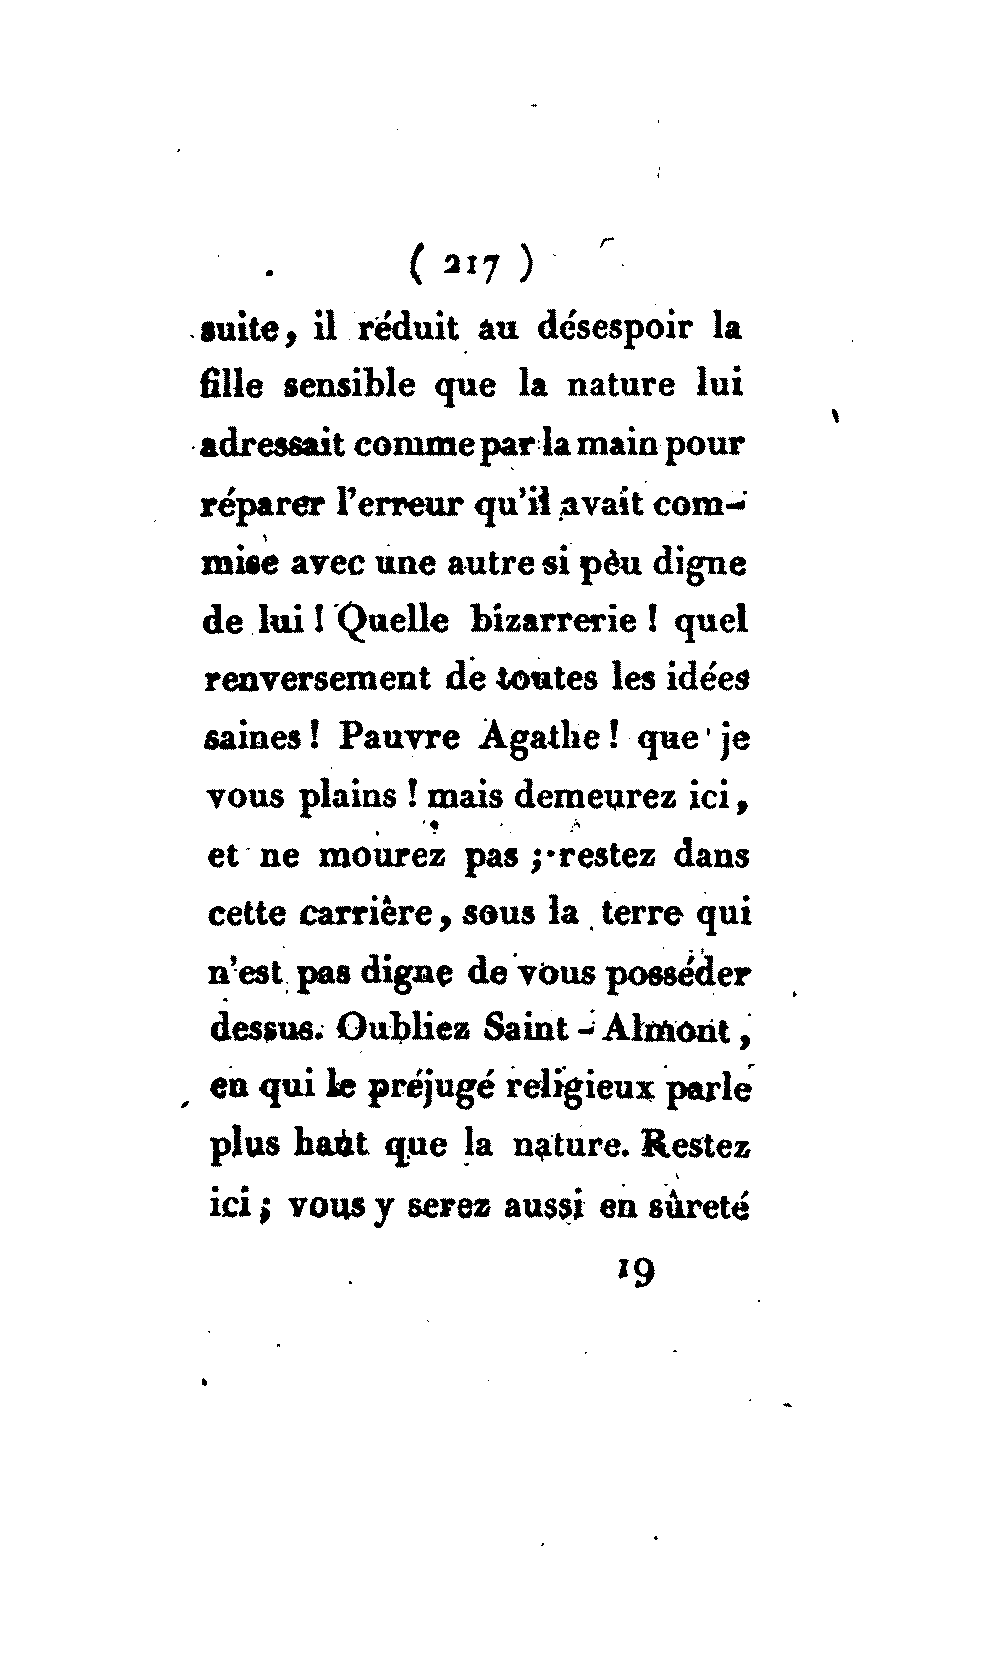 ( 217 )
suite, il réduit au désespoir la
fille sensible que la nature lui
adressait comme par la main pour
réparer l'erreur qu'il avait com-
mise avec une autre si peu digne
de lui ! Quelle bizarrerie ! quel
renversement de toutes les idées
saines ! Pauvre Agathe ! que je
vous plains ! mais demeurez ici,
et ne mourez pas ; restez dans
cette carrière, sous la terre qui
n'est pas digne de vous posséder
dessus. Oubliez Saint-Almont,
en qui le préjugé religieux parle
plus haut que la nature. Restez
ici ; vous y serez aussi en sûreté
19